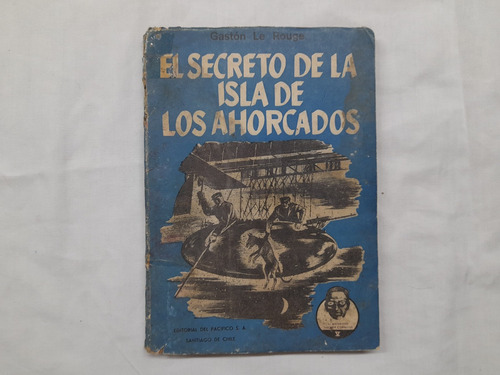 Gastón Le Rouge
EL SECRETO DE LA
ISLA DE
LOS AHORCADOS
EDITORIAL DEL PACIFICO S. A.
SANTIAGO DE CHILE